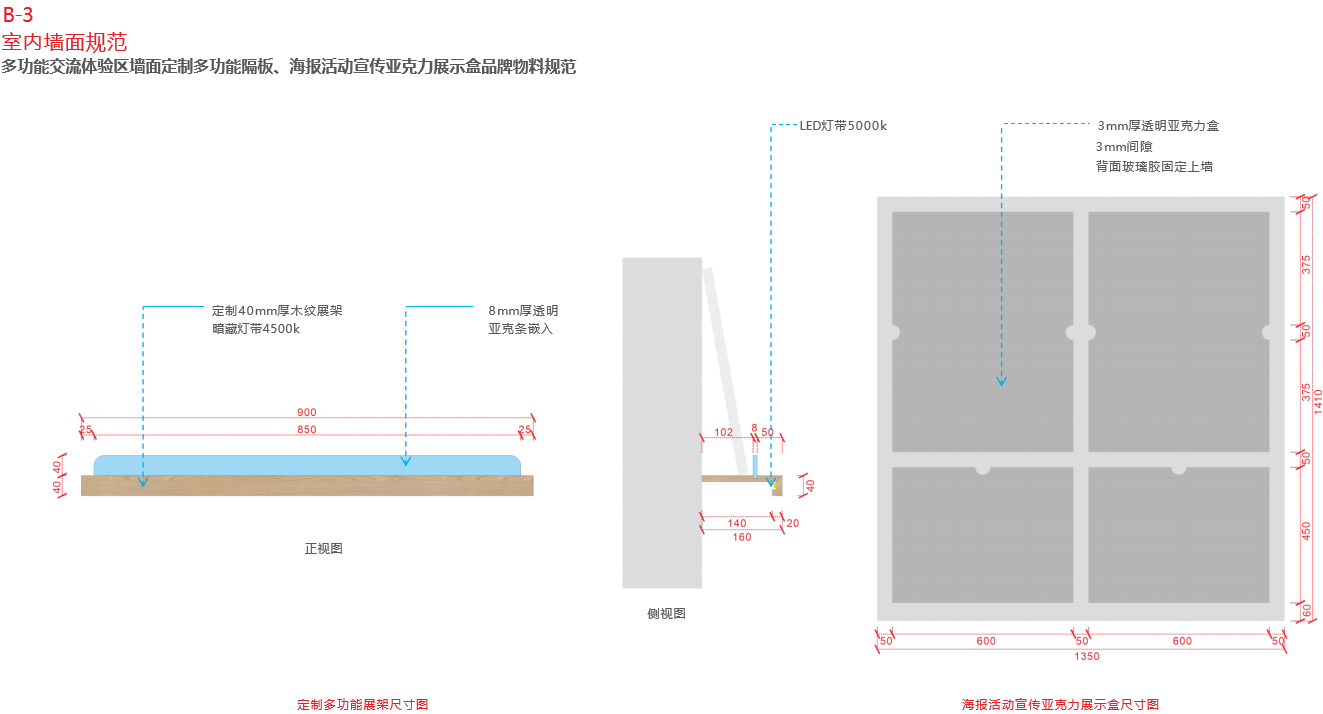 B-3
室内墙面规范
多功能交流体验区墙面定制多功能隔板、海报活动宣传亚克力展示盒品牌物料规范
LED灯带5000k
3mm厚透明亚克力盒
3mm间隙
背面玻璃胶固定上墙
定制40mm厚木纹展架
暗藏灯带4500k
8mm厚透明
亚克条嵌入
900
25
850
25
40
40
正视图
102
8
50
40
140
20
160
侧视图
50
375
50
375
50
450
60
1410
50
600
50
600
50
1350
定制多功能展架尺寸图
海报活动宣传亚克力展示盒尺寸图